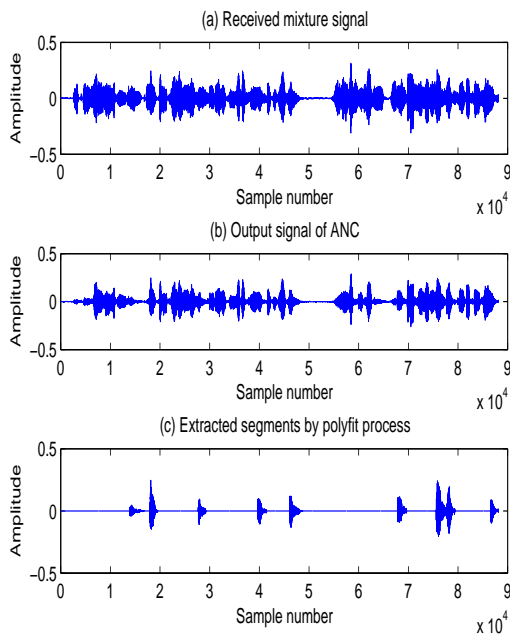 (a) Received mixture signal
0.5
0
−0.5
Amplitude
0 1 2 3 4 5 6 7 8 9
x 10^4
Sample number
(b) Output signal of ANC
0.5
0
−0.5
Amplitude
0 1 2 3 4 5 6 7 8 9
x 10^4
Sample number
(c) Extracted segments by polyfit process
0.5
0
−0.5
Amplitude
0 1 2 3 4 5 6 7 8 9
x 10^4
Sample number